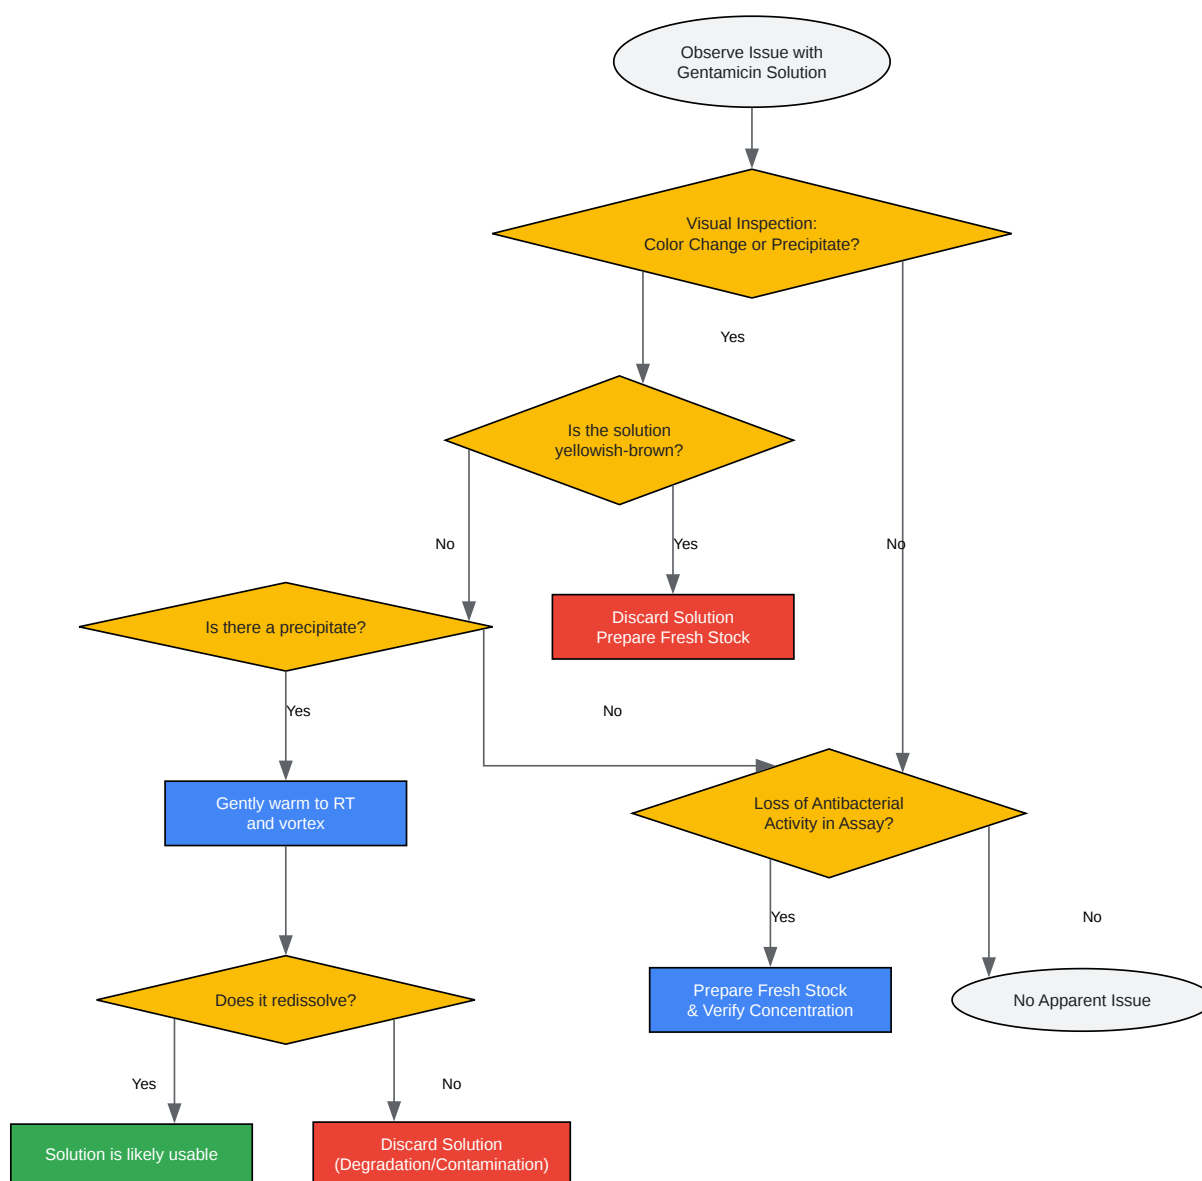 Observe Issue with
Gentamicin Solution
Visual Inspection:
Color Change or Precipitate?
Yes
Is the solution
yellowish-brown?
No
Yes
No
Discard Solution
Prepare Fresh Stock
Is there a precipitate?
Yes
No
Gently warm to RT
and vortex
Loss of Antibacterial
Activity in Assay?
Yes
No
Does it redissolve?
Prepare Fresh Stock
& Verify Concentration
No Apparent Issue
Yes
No
Solution is likely usable
Discard Solution
(Degradation/Contamination)